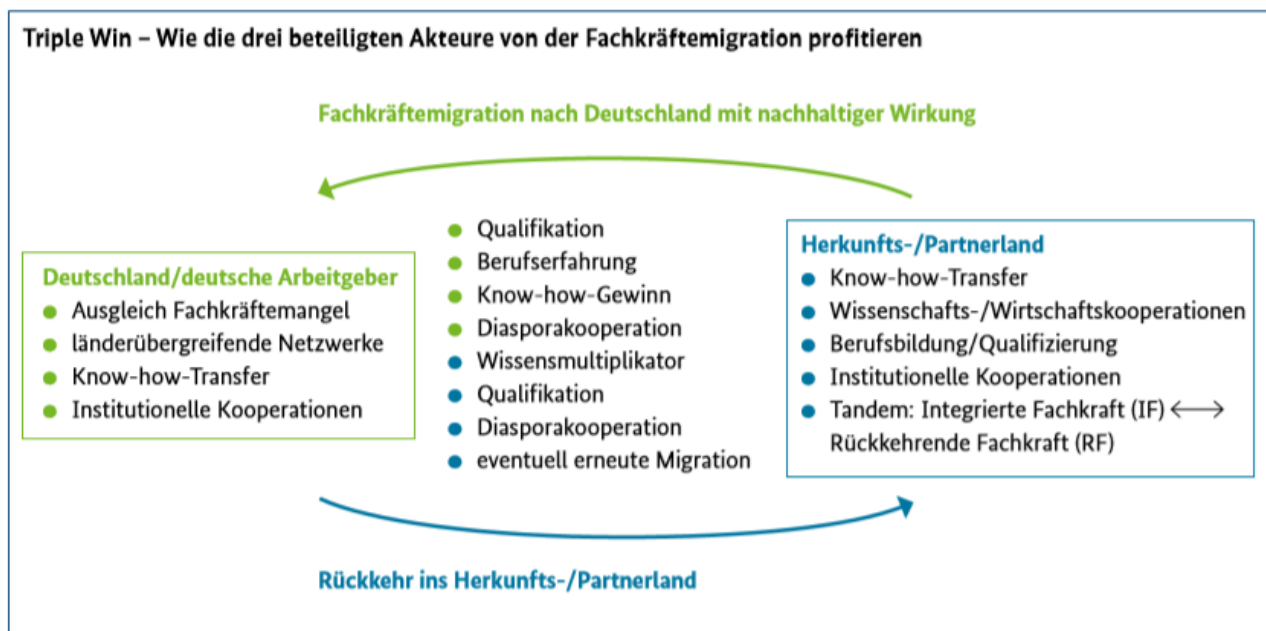 Triple Win – Wie die drei beteiligten Akteure von der Fachkräftemigration profitieren
Fachkräftemigration nach Deutschland mit nachhaltiger Wirkung
Deutschland/deutsche Arbeitgeber
● Ausgleich Fachkräftemangel
● länderübergreifende Netzwerke
● Know-how-Transfer
● Institutionelle Kooperationen
● Qualifikation
● Berufserfahrung
● Know-how-Gewinn
● Diasporakooperation
● Wissensmultiplikator
● Qualifikation
● Diasporakooperation
● eventuell erneute Migration
Herkunfts-/Partnerland
● Know-how-Transfer
● Wissenschafts-/Wirtschaftskooperationen
● Berufsbildung/Qualifizierung
● Institutionelle Kooperationen
● Tandem: Integrierte Fachkraft (IF) ⟷
Rückkehrende Fachkraft (RF)
Rückkehr ins Herkunfts-/Partnerland